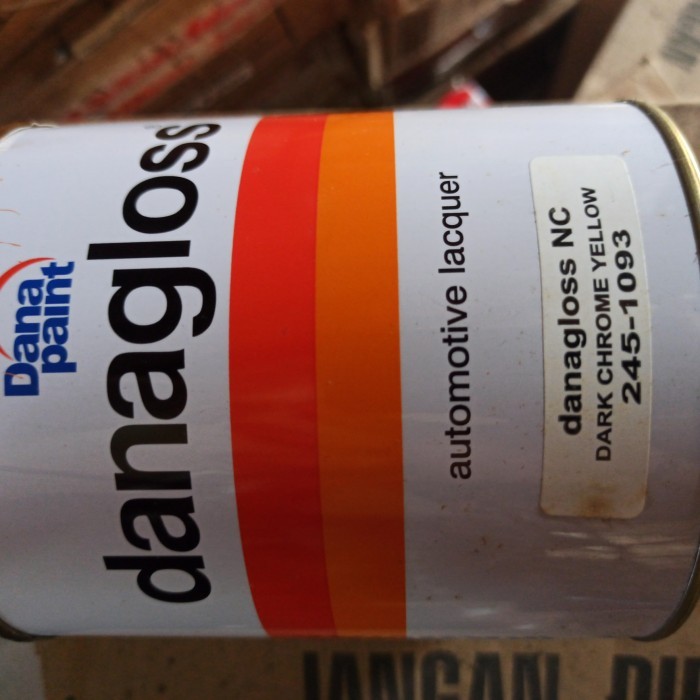 Dana
paint
danagloss
automotive lacquer
danagloss NC
DARK CHROME YELLOW
245-1093
JANGAN